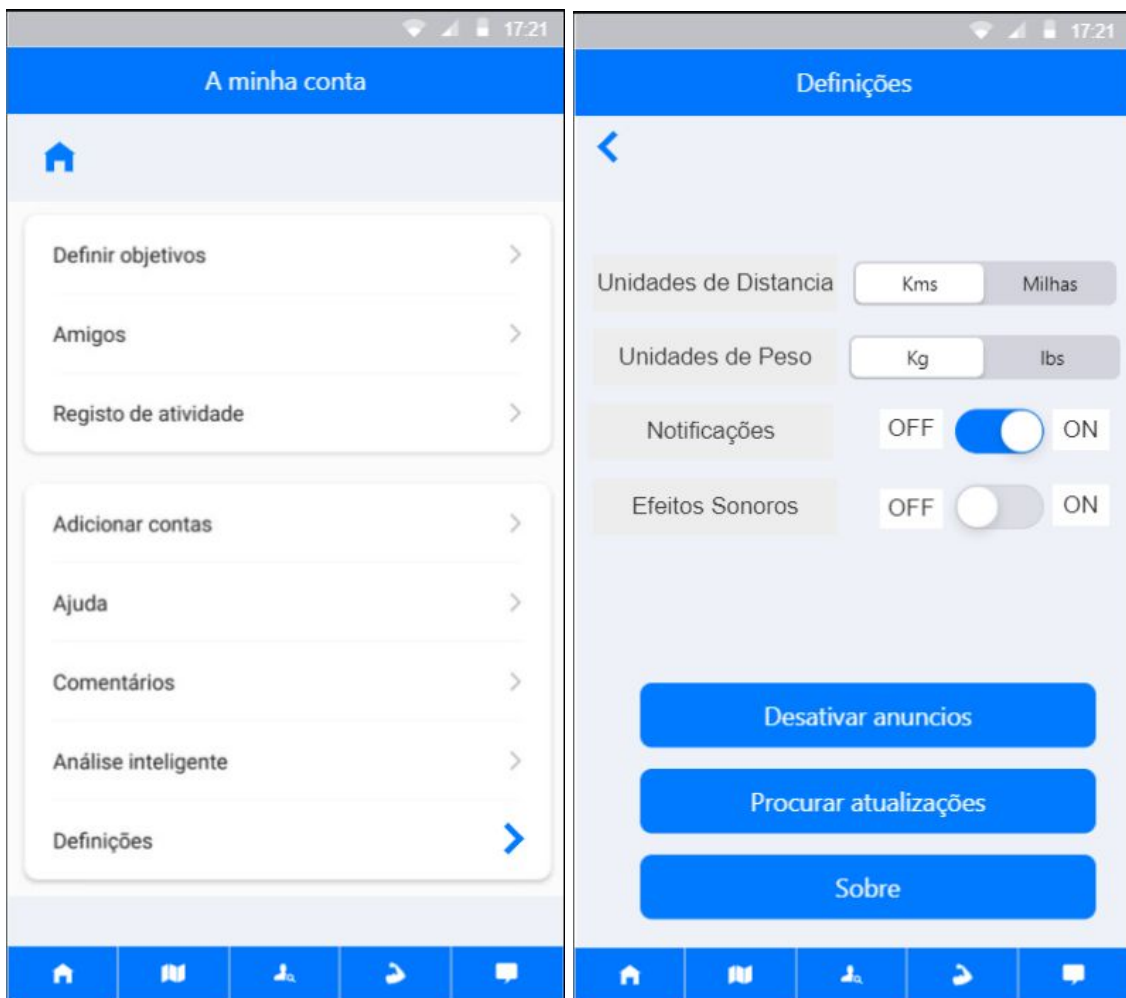 17:21
A minha conta
Definir objetivos
Amigos
Registo de atividade
Adicionar contas
Ajuda
Comentários
Análise inteligente
Definições
17:21
Definições
Unidades de Distancia Kms Milhas
Unidades de Peso Kg lbs
Notificações OFF ON
Efeitos Sonoros OFF ON
Desativar anuncios
Procurar atualizações
Sobre